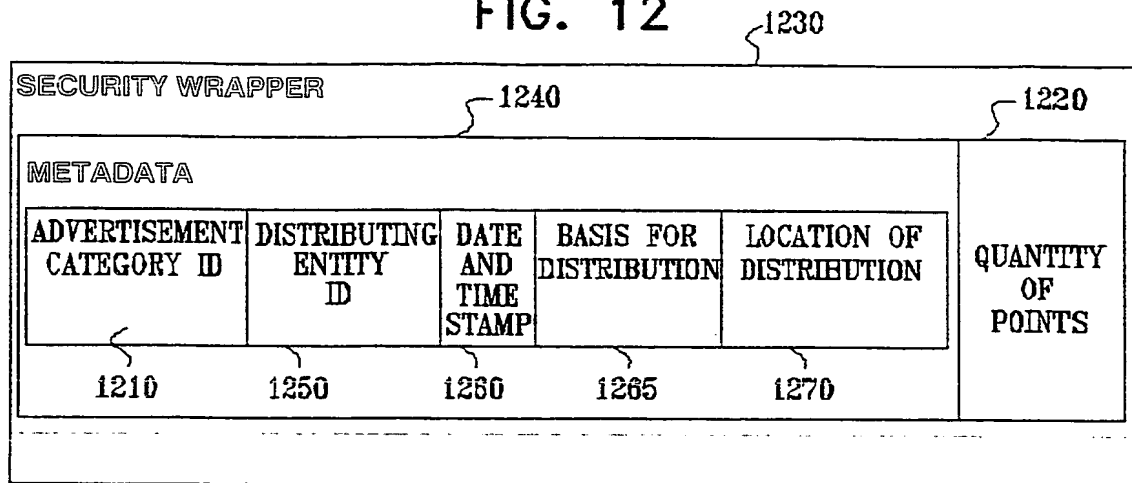 FIG. 12
1230
SECURITY WRAPPER
1240
1220
METADATA
ADVERTISEMENT CATEGORY ID
DISTRIBUTING ENTITY ID
DATE AND TIME STAMP
BASIS FOR DISTRIBUTION
LOCATION OF DISTRIBUTION
QUANTITY OF POINTS
1210
1250
1260
1265
1270